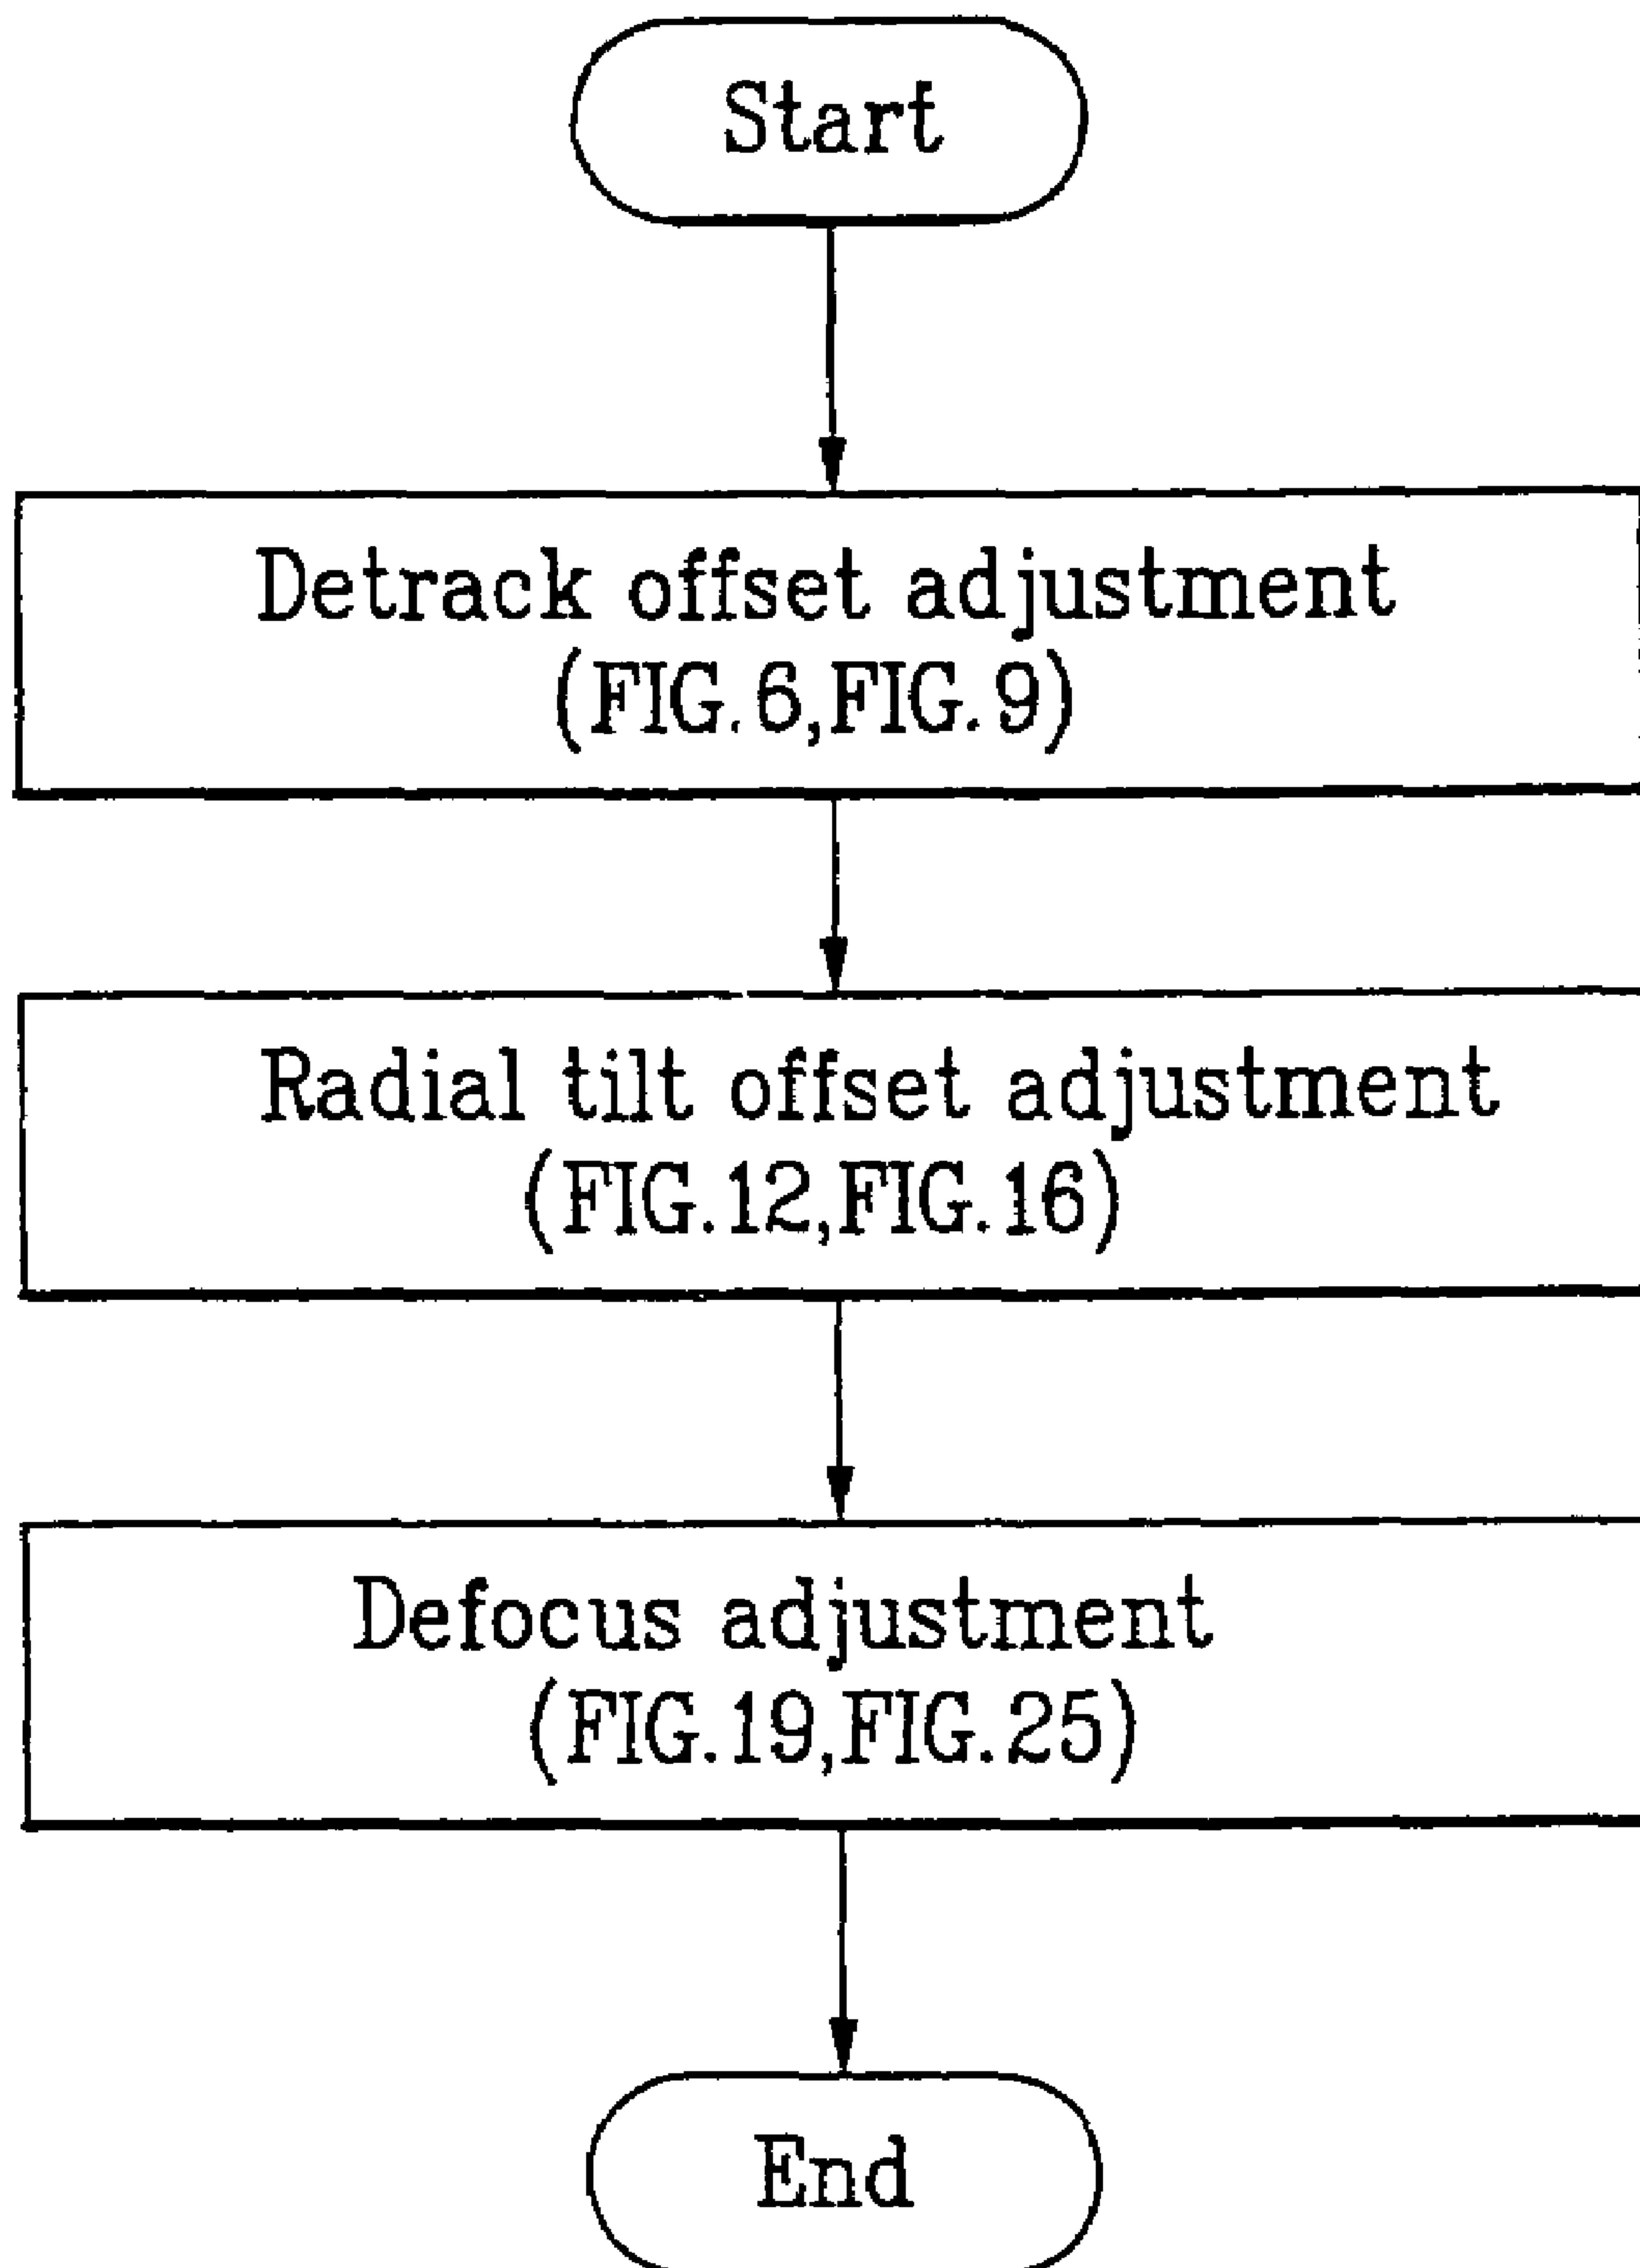 Start
Detrack offset adjustment
(FIG. 6,FIG. 9)
Radial tilt offset adjustment
(FIG.12,FIG.16)
Defocus adjustment
(FIG.19,FIG.25)
End